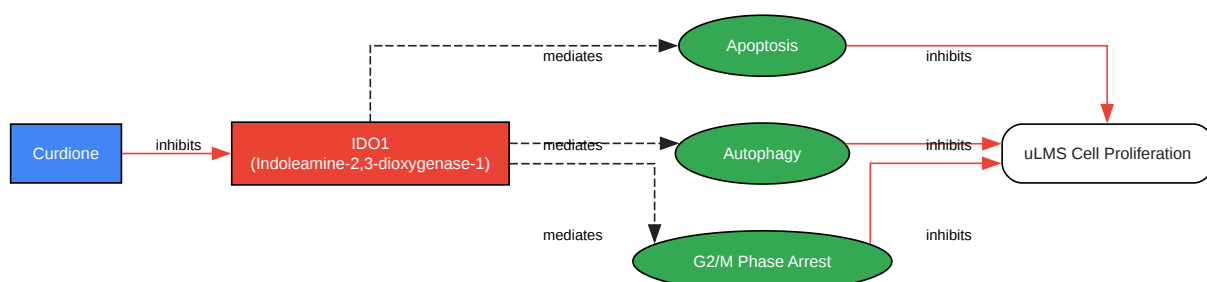 mediates
Apoptosis
inhibits
Curdione
inhibits
IDO1
(Indoleamine-2,3-dioxygenase-1)
mediates
Autophagy
inhibits
uLMS Cell Proliferation
mediates
G2/M Phase Arrest
inhibits